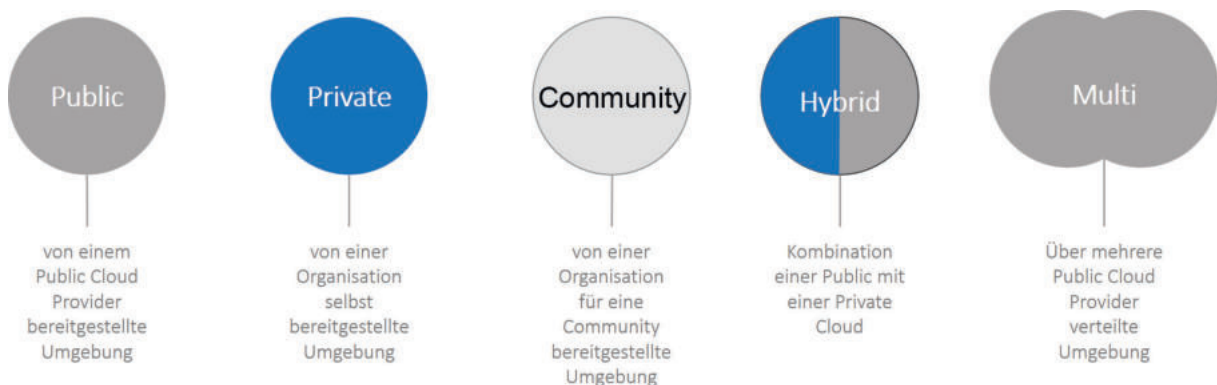 Public
von einem
Public Cloud
Provider
bereitgestellte
Umgebung
Private
von einer
Organisation
selbst
bereitgestellte
Umgebung
Community
von einer
Organisation
für eine
Community
bereitgestellte
Umgebung
Hybrid
Kombination
einer Public mit
einer Private
Cloud
Multi
Über mehrere
Public Cloud
Provider
verteilte
Umgebung